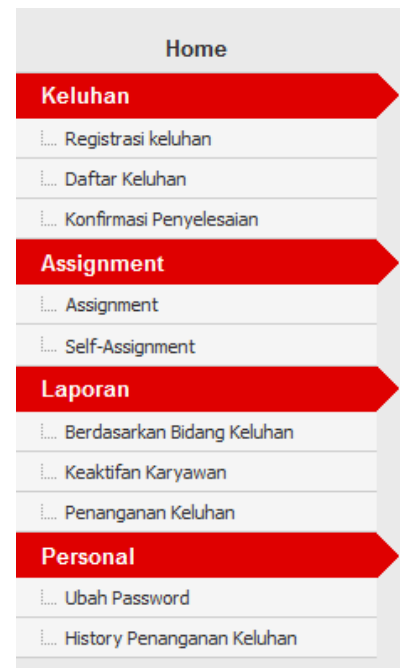 Home
Keluhan
Registrasi keluhan
Daftar Keluhan
Konfirmasi Penyelesaian
Assignment
Assignment
Self-Assignment
Laporan
Berdasarkan Bidang Keluhan
Keaktifan Karyawan
Penanganan Keluhan
Personal
Ubah Password
History Penanganan Keluhan